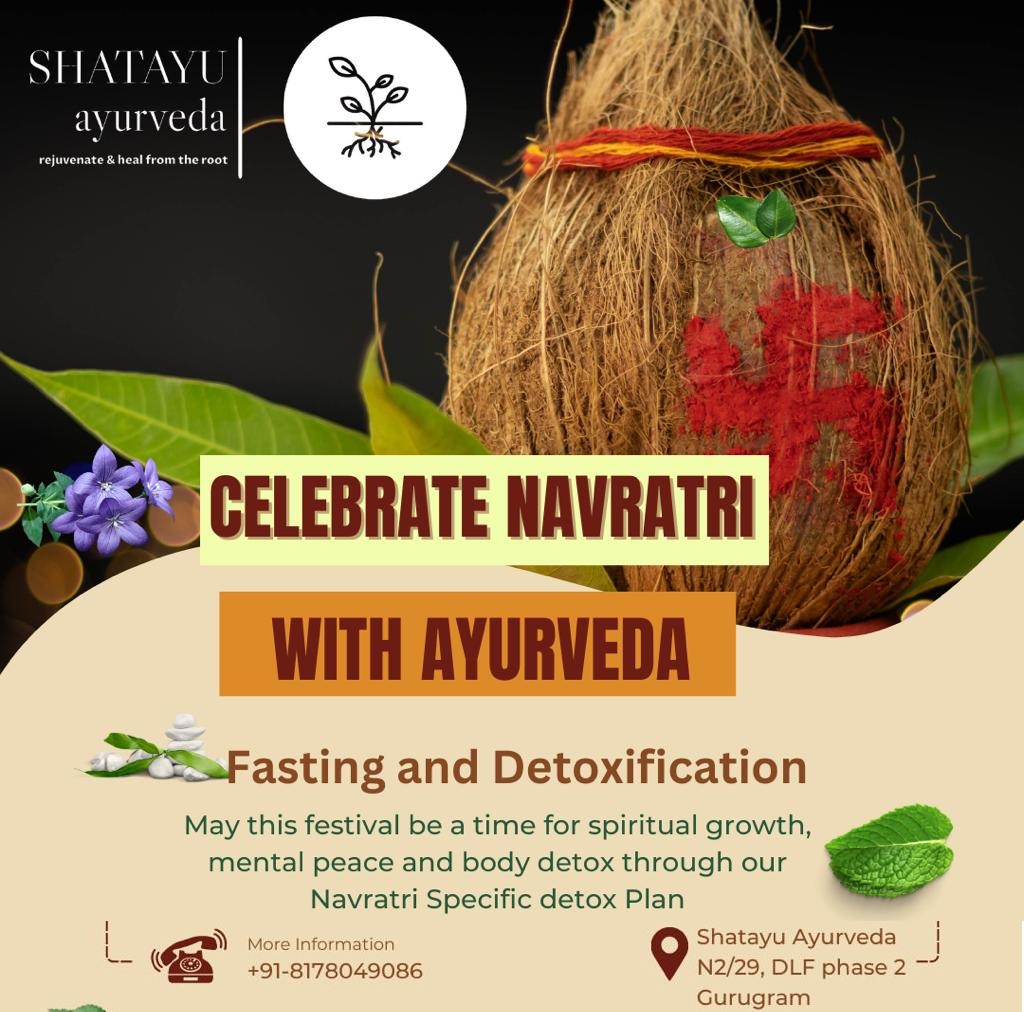 SHATAYU
ayurveda
rejuvenate & heal from the root
CELEBRATE NAVRATRI
WITH AYURVEDA
Fasting and Detoxification
May this festival be a time for spiritual growth,
mental peace and body detox through our
Navratri Specific detox Plan
More Information
+91-8178049086
Shatayu Ayurveda
N2/29, DLF phase 2
Gurugram